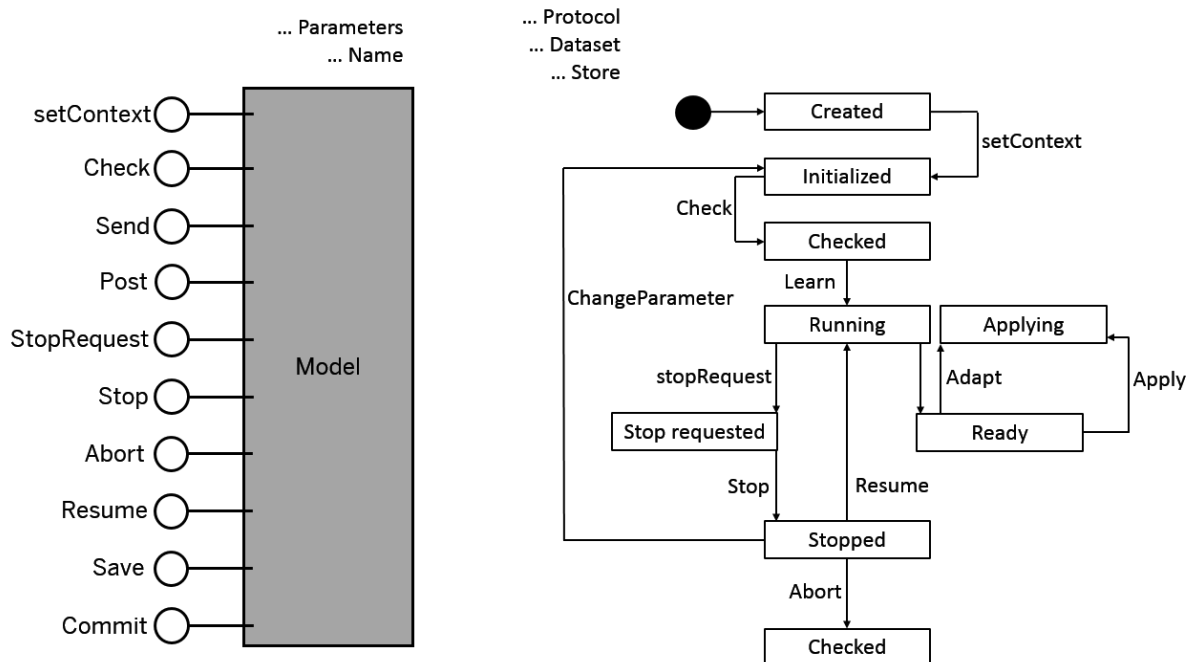 ... Parameters
... Name
setContext
Check
Send
Post
StopRequest
Stop
Abort
Resume
Save
Commit
Model
... Protocol
... Dataset
... Store
Created
setContext
Initialized
Check
Checked
Learn
ChangeParameter
Running
Applying
stopRequest
Adapt
Apply
Stop requested
Ready
Stop
Resume
Stopped
Abort
Checked